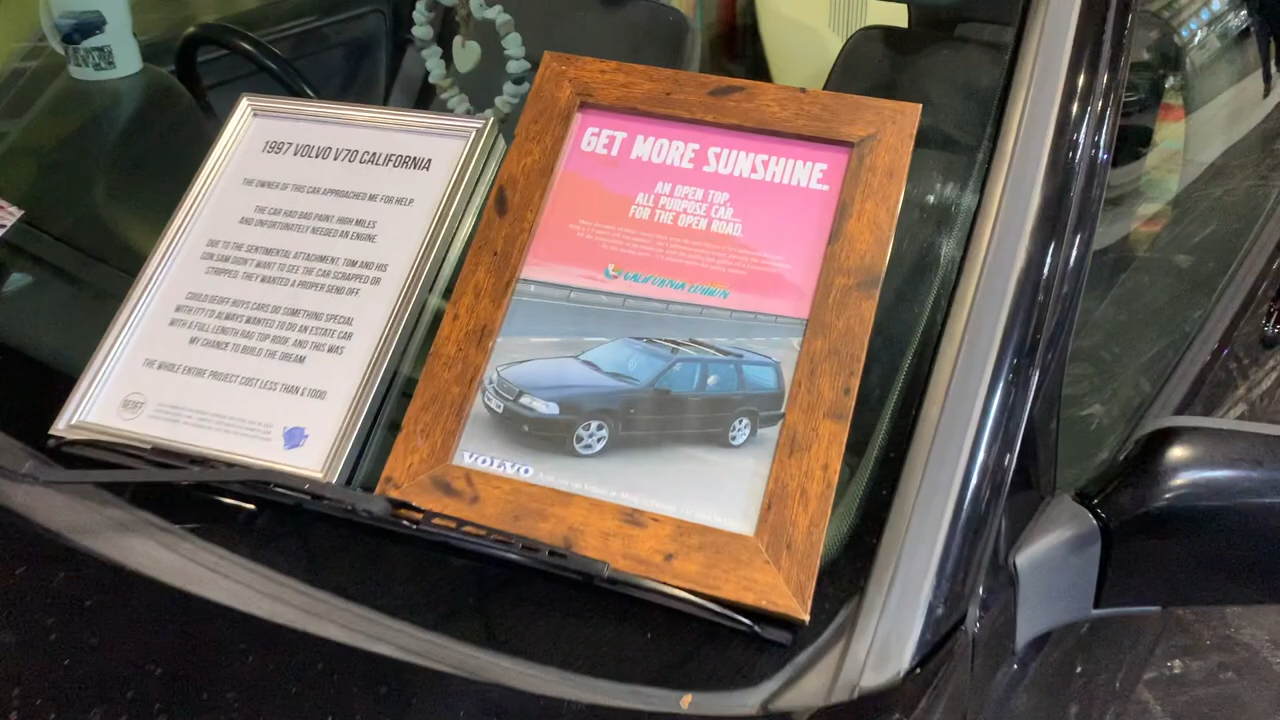 1997 VOLVO V70 CALIFORNIA
THE OWNER OF THIS CAR APPROACHED ME FOR HELP.
THE CAR HAD BAD PAINT, HIGH MILES
AND UNFORTUNATELY NEEDED AN ENGINE.
DUE TO THE SENTIMENTAL ATTACHMENT, TOM AND HIS
SON SAM DIDN'T WANT TO SEE THE CAR SCRAPPED OR
STRIPPED. THEY WANTED A PROPER SEND OFF.
COULD GEOFF BUYS CARS DO SOMETHING SPECIAL
WITH IT? I'D ALWAYS WANTED TO DO AN ESTATE CAR
WITH A FULL LENGTH RAG TOP ROOF, AND THIS WAS
MY CHANCE TO BUILD THE DREAM.
THE WHOLE ENTIRE PROJECT COST LESS THAN £1000.
GEOFF
GET MORE SUNSHINE.
AN OPEN TOP,
ALL PURPOSE CAR...
FOR THE OPEN ROAD.
CALIFORNIA EDITION
VOLVO